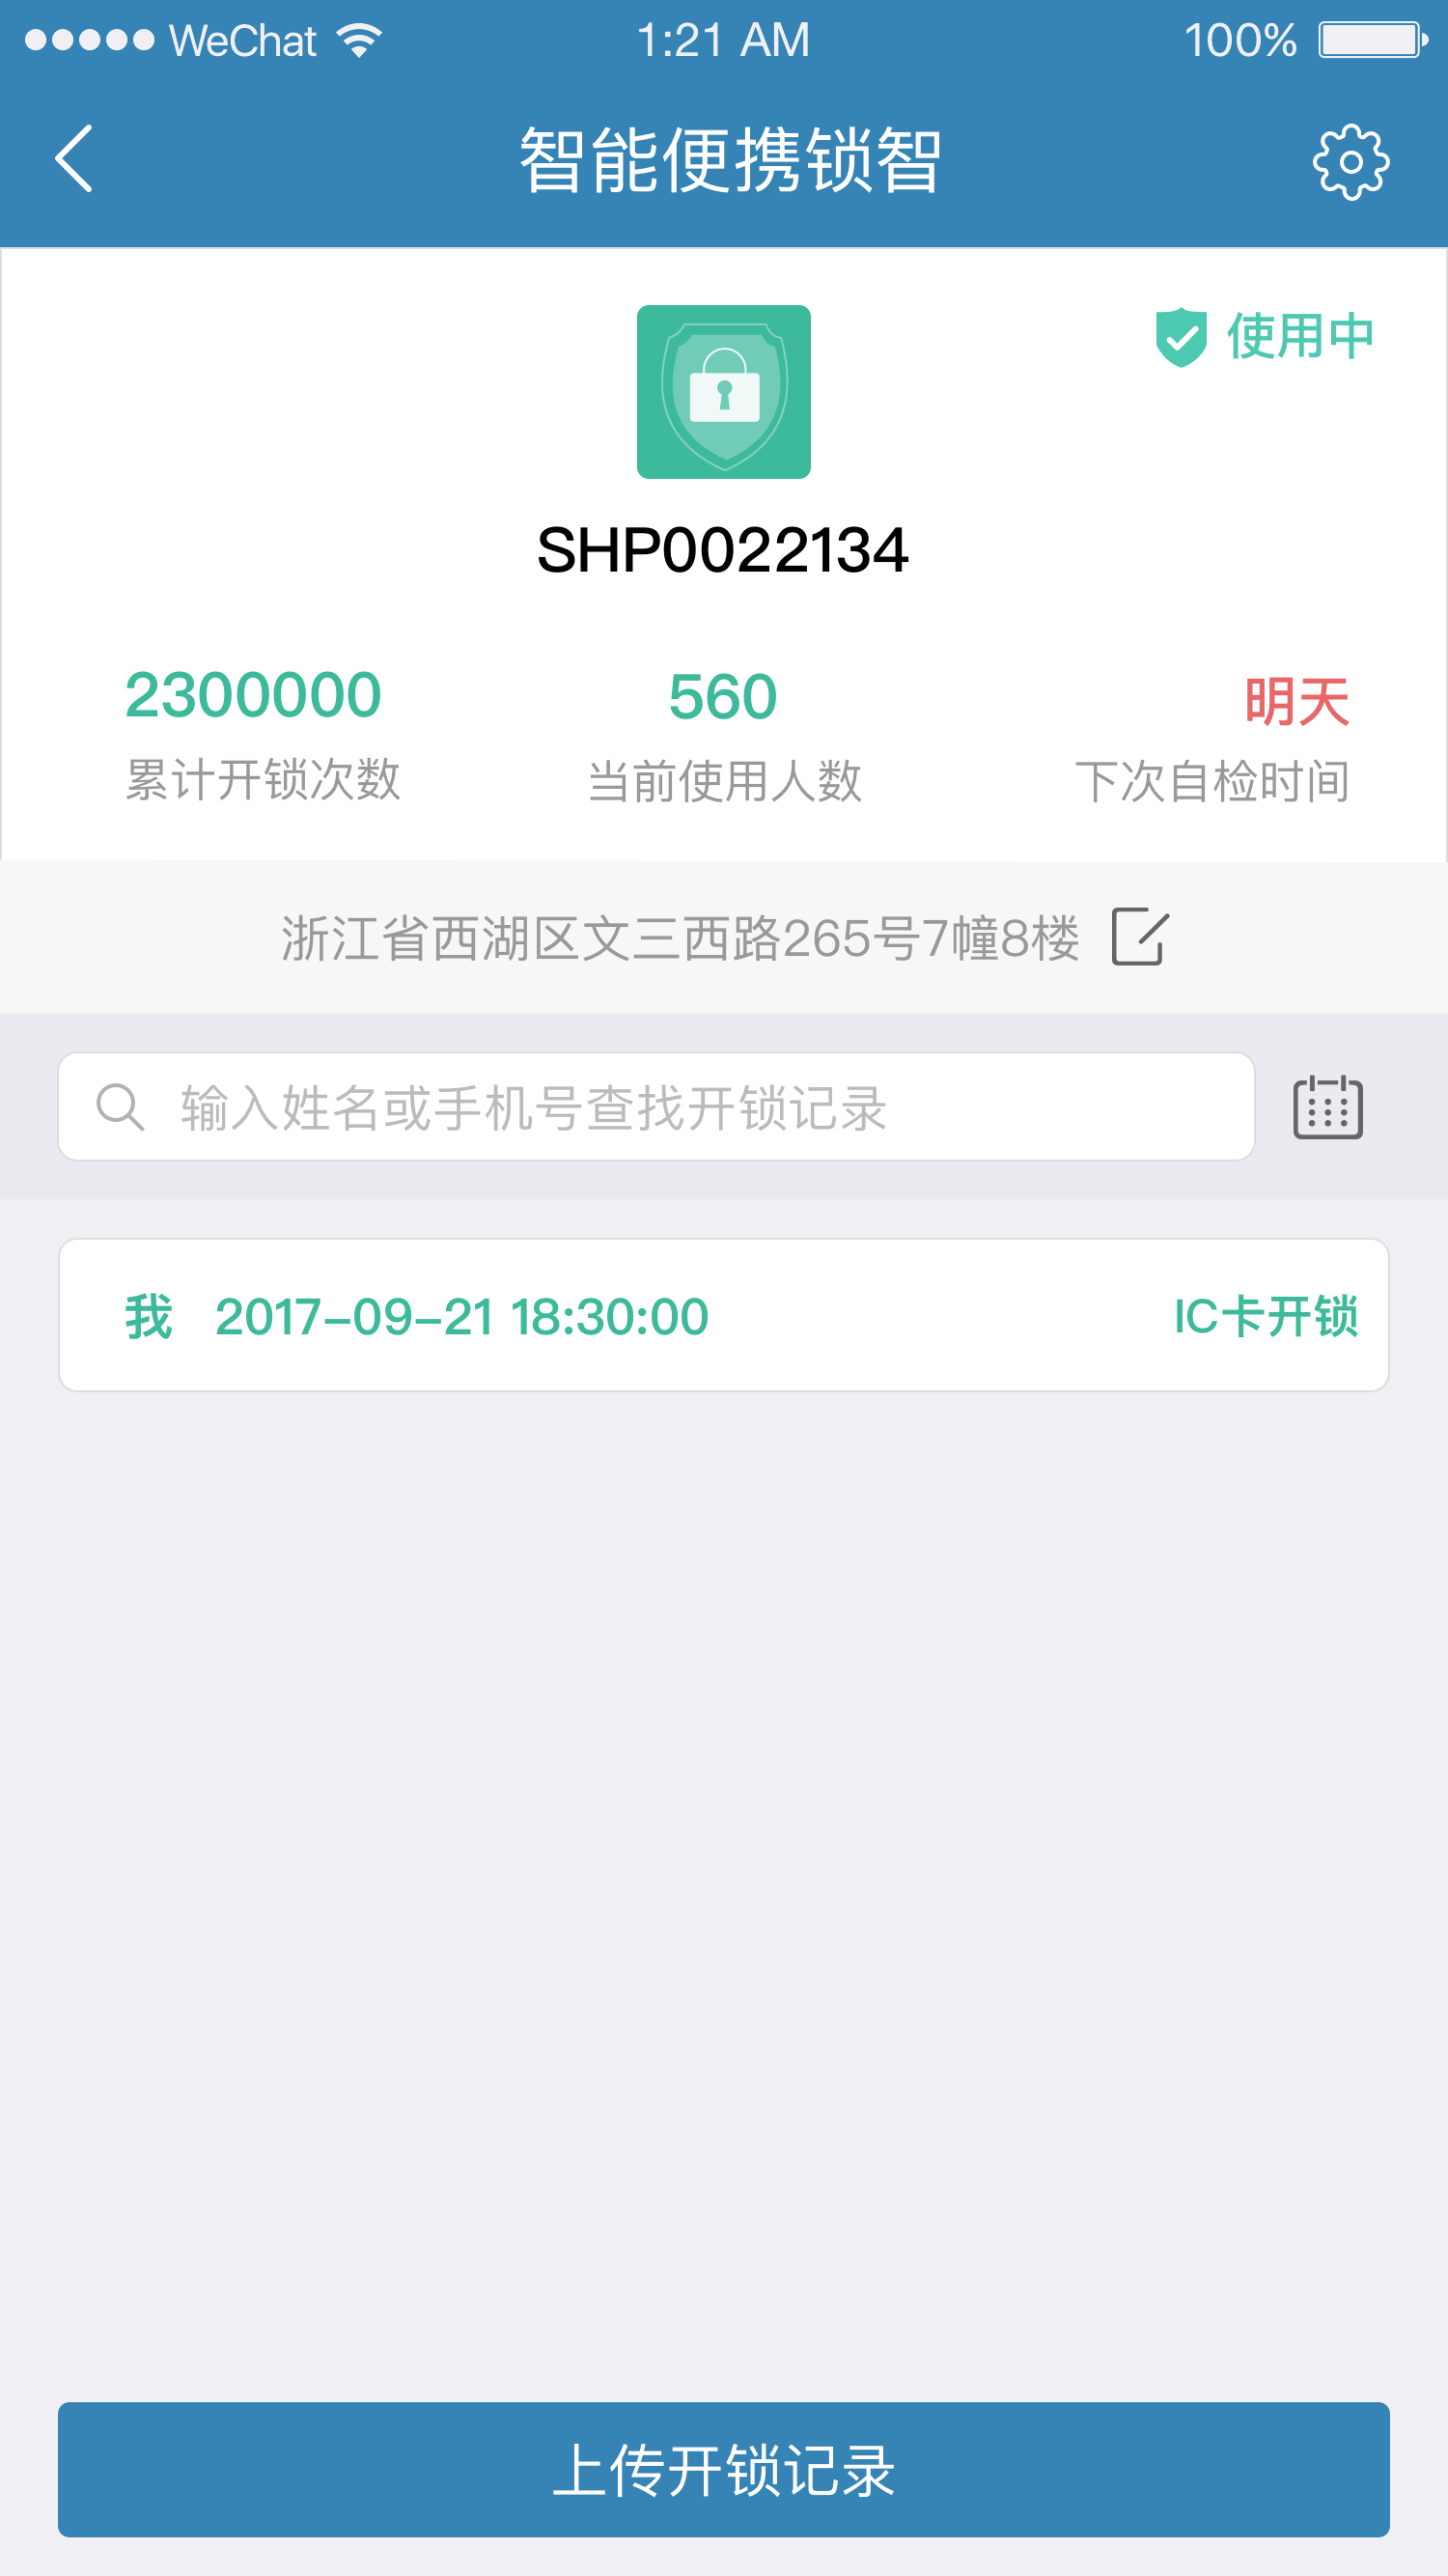 WeChat 1:21 AM 100%
智能便携锁智
使用中
SHP0022134
2300000 560 明天
累计开锁次数 当前使用人数 下次自检时间
浙江省西湖区文三西路265号7幢8楼
输入姓名或手机号查找开锁记录
我 2017-09-21 18:30:00 IC卡开锁
上传开锁记录